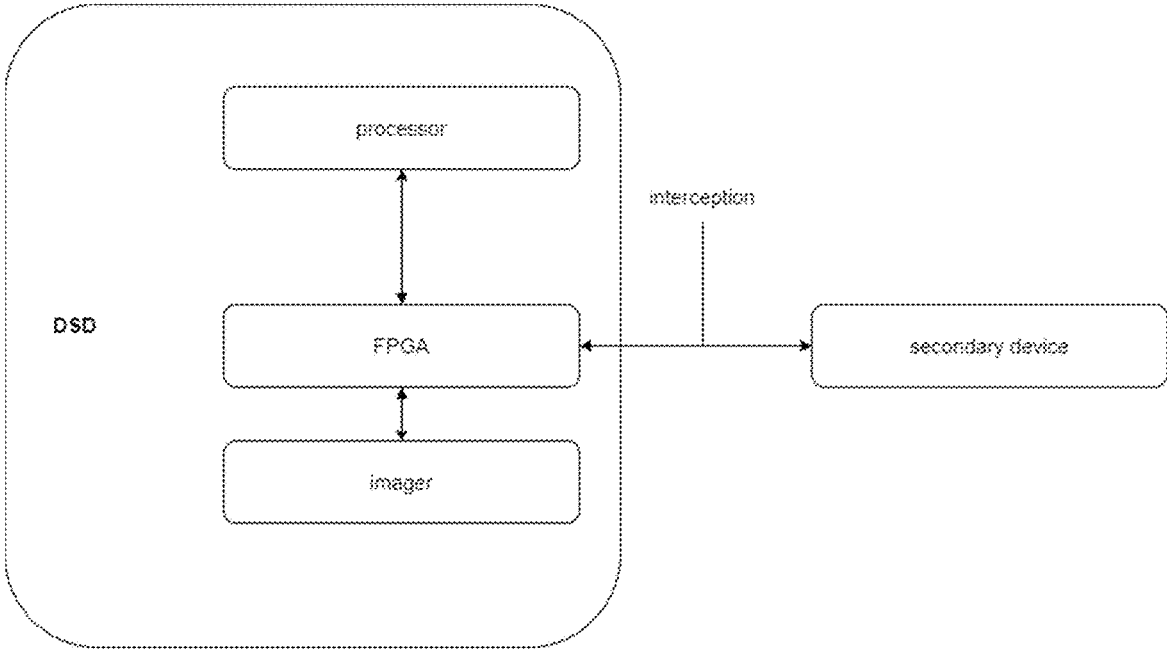 processor
interception
DSD
FPGA
secondary device
imager